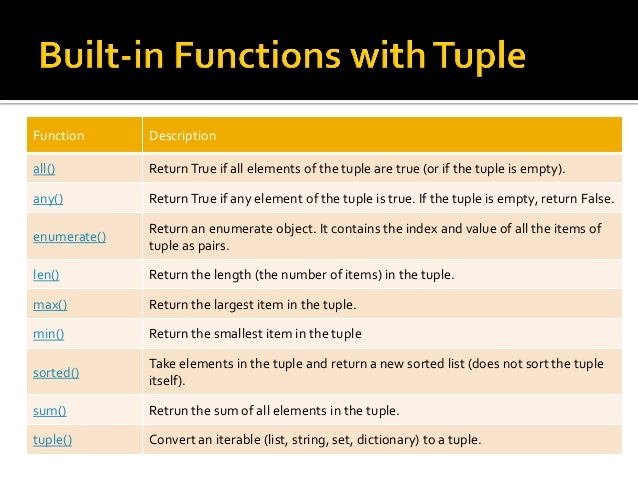 Built-in Functions with Tuple
Function Description
all() Return True if all elements of the tuple are true (or if the tuple is empty).
any() Return True if any element of the tuple is true. If the tuple is empty, return False.
enumerate() Return an enumerate object. It contains the index and value of all the items of
tuple as pairs.
len() Return the length (the number of items) in the tuple.
max() Return the largest item in the tuple.
min() Return the smallest item in the tuple
sorted() Take elements in the tuple and return a new sorted list (does not sort the tuple
itself).
sum() Retrun the sum of all elements in the tuple.
tuple() Convert an iterable (list, string, set, dictionary) to a tuple.